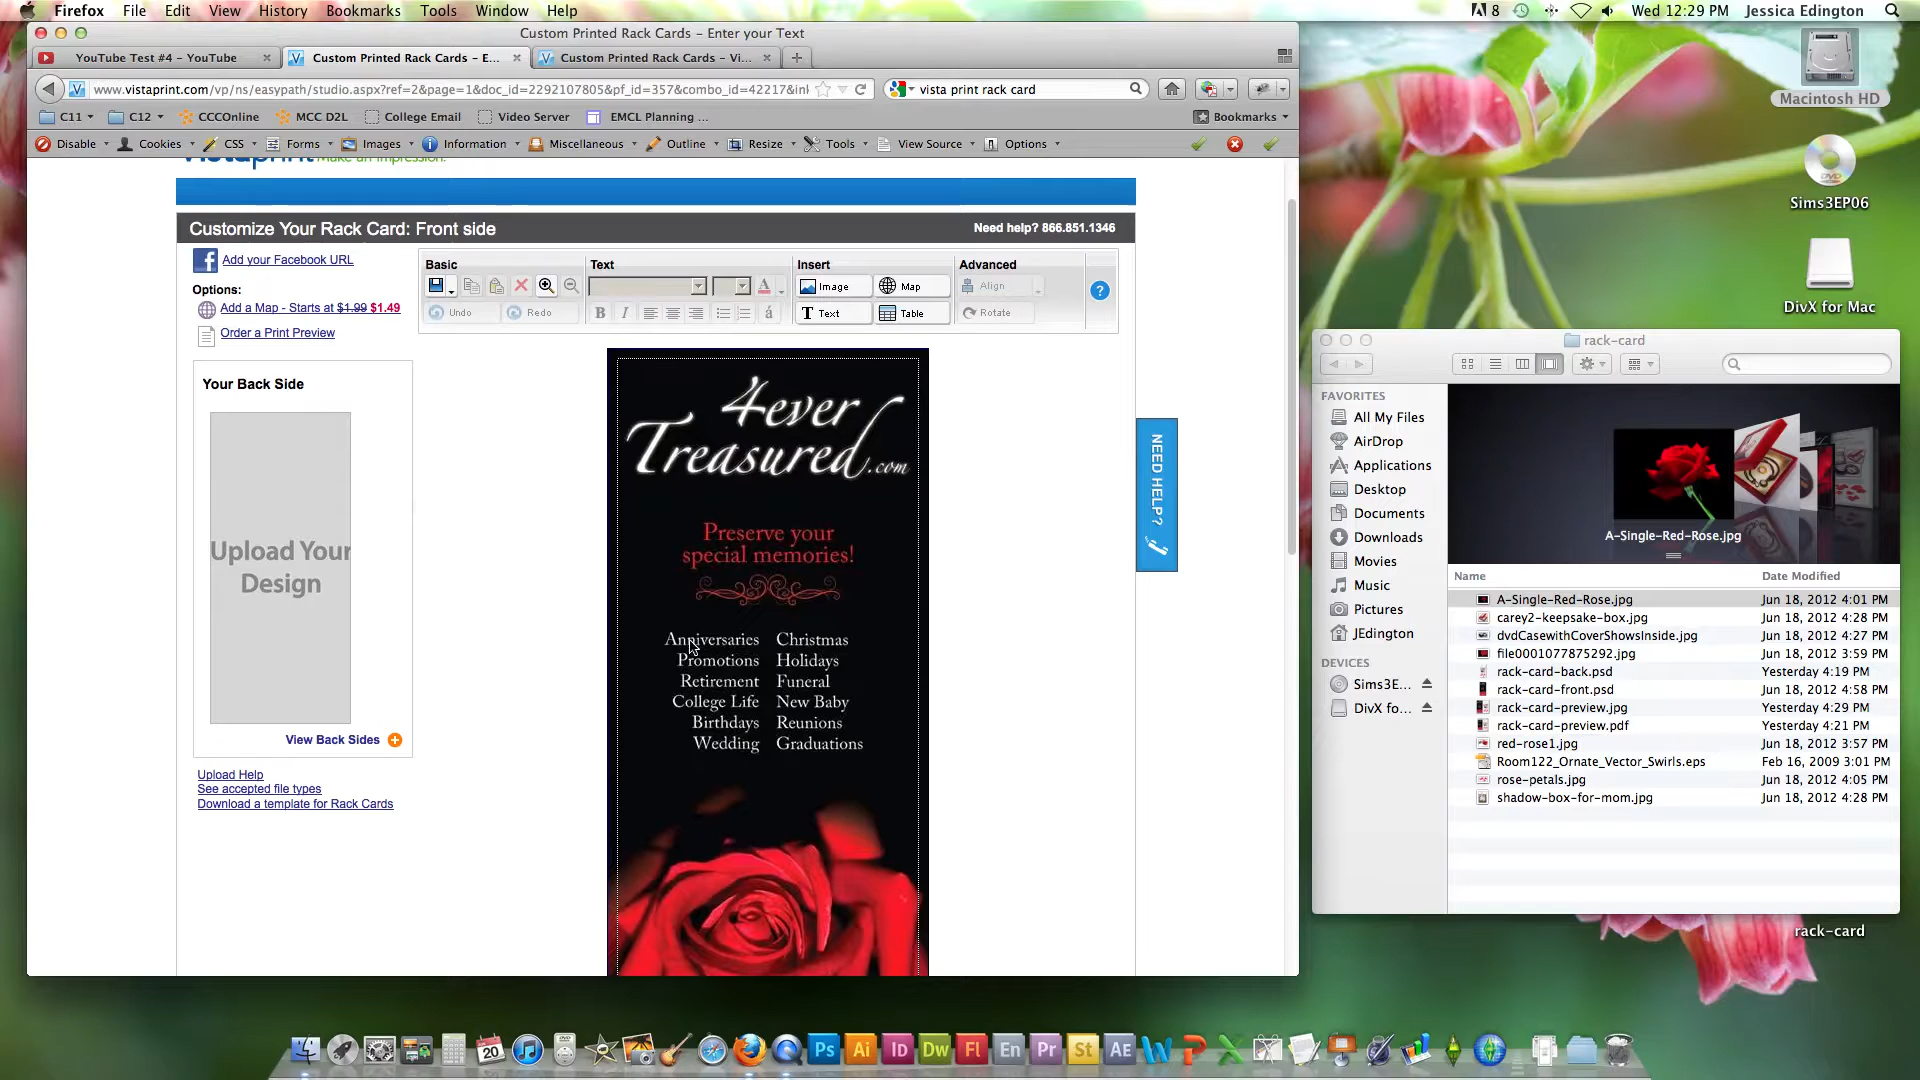 Firefox File Edit View History Bookmarks Tools Window Help
8 Wed 12:29 PM Jessica Edington
Custom Printed Rack Cards – Enter your Text
YouTube Test #4 – YouTube
Custom Printed Rack Cards – E...
Custom Printed Rack Cards – Vi...
www.vistaprint.com/vp/ns/easypath/studio.aspx?ref=2&page=1&doc_id=2292107805&pf_id=357&combo_id=42217&inl
vista print rack card
C11 C12 CCCOnline MCC D2L College Email Video Server EMCL Planning ... Bookmarks
Disable Cookies CSS Forms Images Information Miscellaneous Outline Resize Tools View Source Options
vistaprint Make an impression.
Customize Your Rack Card: Front side
Need help? 866.851.1346
Add your Facebook URL
Options:
Add a Map - Starts at $1.99 $1.49
Order a Print Preview
Basic Text Insert Advanced
Image Map Align
Undo Redo B I á Text Table Rotate
Your Back Side
Upload Your
Design
View Back Sides
Upload Help
See accepted file types
Download a template for Rack Cards
4ever
Treasured.com
Preserve your
special memories!
Anniversaries Christmas
Promotions Holidays
Retirement Funeral
College Life New Baby
Birthdays Reunions
Wedding Graduations
NEED HELP?
Macintosh HD
Sims3EP06
DivX for Mac
rack-card
FAVORITES
All My Files
AirDrop
Applications
Desktop
Documents
Downloads
Movies
Music
Pictures
JEdington
DEVICES
Sims3E...
DivX fo...
A-Single-Red-Rose.jpg
Name Date Modified
A-Single-Red-Rose.jpg Jun 18, 2012 4:01 PM
carey2-keepsake-box.jpg Jun 18, 2012 4:28 PM
dvdCasewithCoverShowsInside.jpg Jun 18, 2012 4:27 PM
file0001077875292.jpg Jun 18, 2012 3:59 PM
rack-card-back.psd Yesterday 4:19 PM
rack-card-front.psd Jun 18, 2012 4:58 PM
rack-card-preview.jpg Yesterday 4:29 PM
rack-card-preview.pdf Yesterday 4:21 PM
red-rose1.jpg Jun 18, 2012 3:57 PM
Room122_Ornate_Vector_Swirls.eps Feb 16, 2009 3:01 PM
rose-petals.jpg Jun 18, 2012 4:05 PM
shadow-box-for-mom.jpg Jun 18, 2012 4:28 PM
rack-card
20 Ps Ai Id Dw Fl En Pr St AE W P X